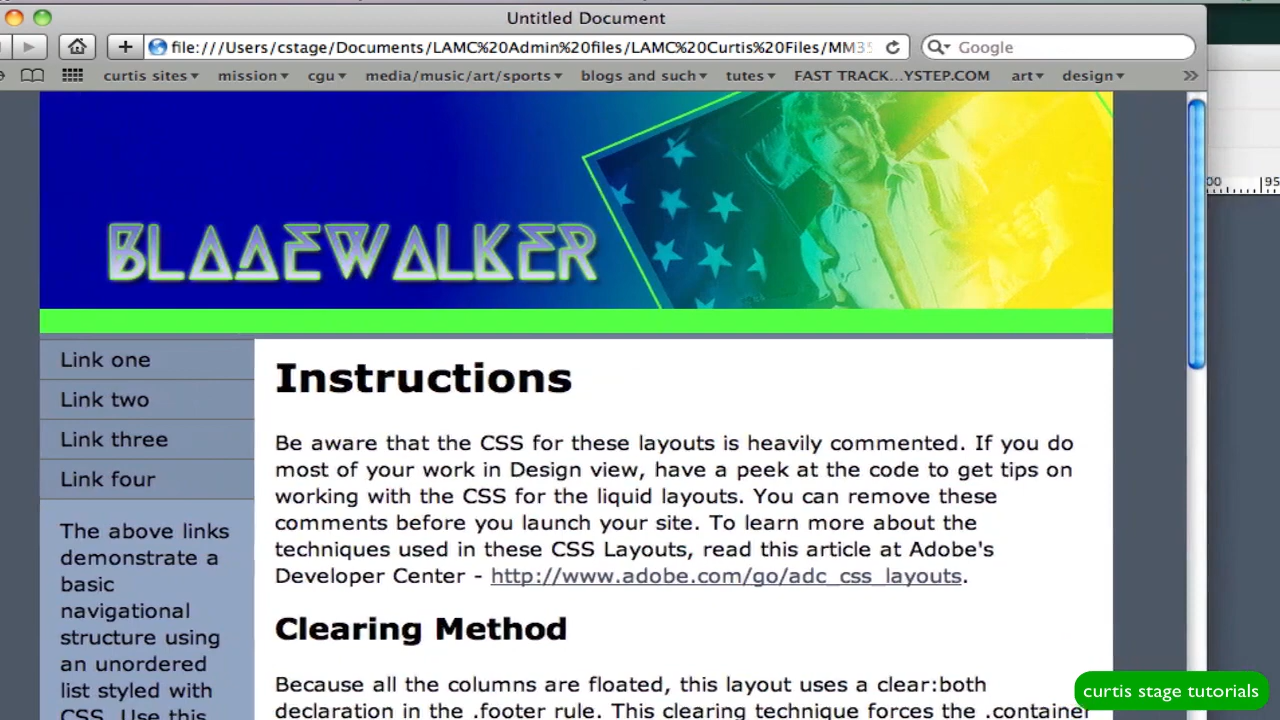 Untitled Document
file:///Users/cstage/Documents/LAMC%20Admin%20files/LAMC%20Curtis%20Files/MM35
Google
curtis sites mission cgu media/music/art/sports blogs and such tutes FAST TRACK...YSTEP.COM art design
00 95
BLADEWALKER
Link one
Link two
Link three
Link four
The above links
demonstrate a
basic
navigational
structure using
an unordered
list styled with
CSS. Use this
Instructions
Be aware that the CSS for these layouts is heavily commented. If you do
most of your work in Design view, have a peek at the code to get tips on
working with the CSS for the liquid layouts. You can remove these
comments before you launch your site. To learn more about the
techniques used in these CSS Layouts, read this article at Adobe's
Developer Center - http://www.adobe.com/go/adc_css_layouts.
Clearing Method
Because all the columns are floated, this layout uses a clear:both
declaration in the .footer rule. This clearing technique forces the .container
curtis stage tutorials